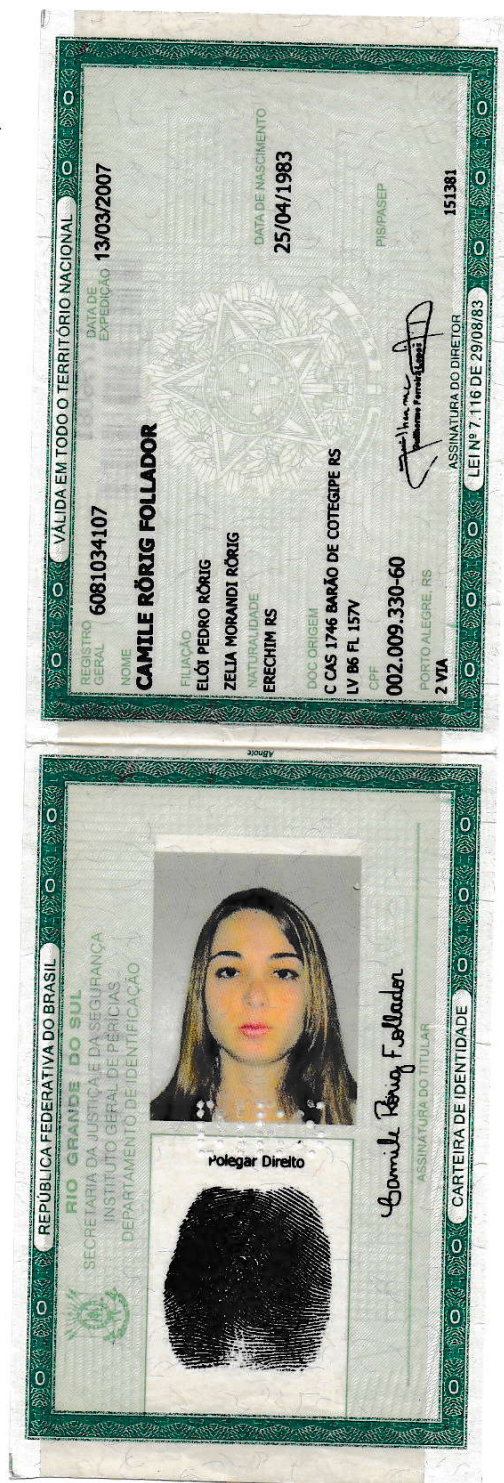 REPÚBLICA FEDERATIVA DO BRASIL
RIO GRANDE DO SUL
SECRETARIA DA JUSTIÇA E DA SEGURANÇA
INSTITUTO GERAL DE PERÍCIAS
DEPARTAMENTO DE IDENTIFICAÇÃO
Polegar Direito
Camile Rörig Follador
ASSINATURA DO TITULAR
CARTEIRA DE IDENTIDADE
ABnote
VÁLIDA EM TODO O TERRITÓRIO NACIONAL
REGISTRO GERAL 6081034107
DATA DE EXPEDIÇÃO 13/03/2007
NOME
CAMILE RÖRIG FOLLADOR
FILIAÇÃO
ELÓI PEDRO RÖRIG
ZELIA MORANDI RÖRIG
NATURALIDADE
ERECHIM RS
DATA DE NASCIMENTO
25/04/1983
DOC ORIGEM
C CAS 1746 BARÃO DE COTEGIPE RS
LV B6 FL 157V
CPF
002.009.330-60
PIS/PASEP
PORTO ALEGRE, RS
2 VIA
Guilherme Ferreira Lopes
ASSINATURA DO DIRETOR
151381
LEI Nº 7.116 DE 29/08/83